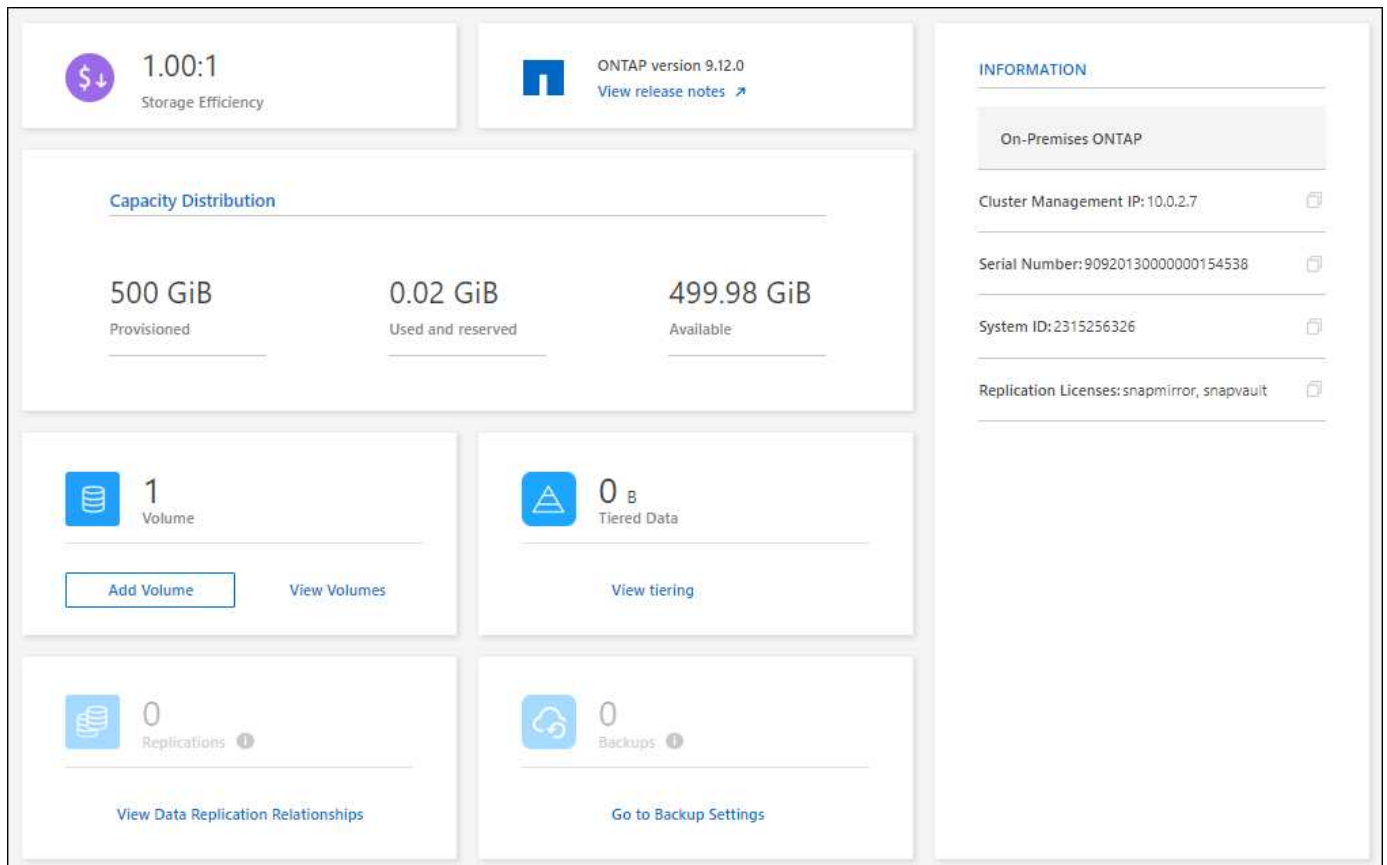 1.00:1
Storage Efficiency
ONTAP version 9.12.0
View release notes
Capacity Distribution
500 GiB
Provisioned
0.02 GiB
Used and reserved
499.98 GiB
Available
1
Volume
Add Volume
View Volumes
0 B
Tiered Data
View tiering
0
Replications
View Data Replication Relationships
0
Backups
Go to Backup Settings
INFORMATION
On-Premises ONTAP
Cluster Management IP: 10.0.2.7
Serial Number: 90920130000000154538
System ID: 2315256326
Replication Licenses: snapmirror, snapvault